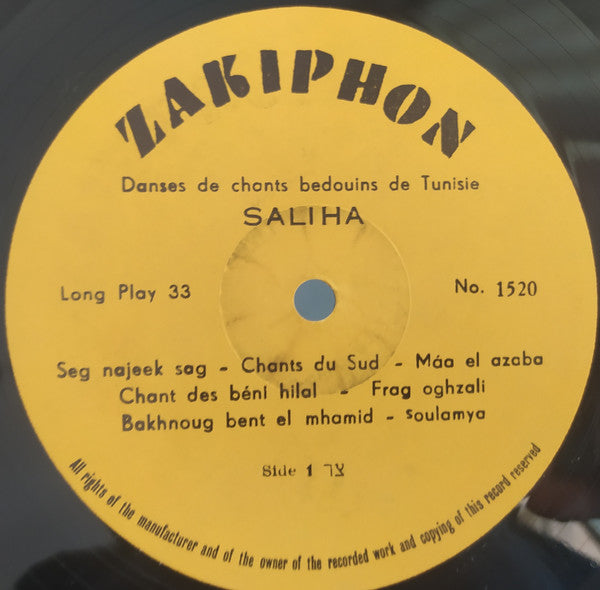 ZAKIPHON
Danses de chants bedouins de Tunisie
SALIHA
Long Play 33
No. 1520
Seg najeek sag - Chants du Sud - Máa el azaba
Chant des béni hilal - Frag oghzali
Bakhnoug bent el mhamid - soulamya
Side 1 צד
All rights of the manufacturer and of the owner of the recorded work and copying of this record reserved